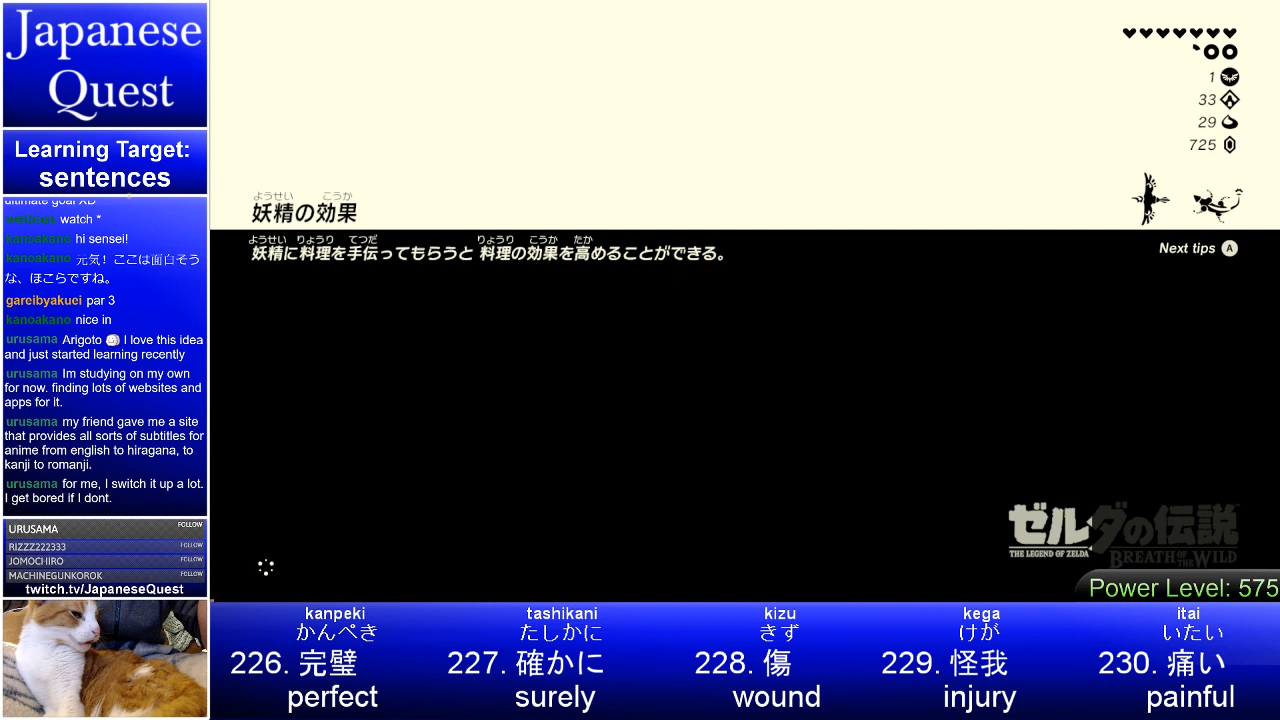 Japanese
Quest
Learning Target:
sentences
ultimate goal XD
watch *
kanoakano hi sensei!
kanoakano 元気！ここは面白そう
な、ほこらですね。
gareibyakuei par 3
kanoakano nice in
urusama Arigoto I love this idea
and just started learning recently
urusama Im studying on my own
for now. finding lots of websites and
apps for it.
urusama my friend gave me a site
that provides all sorts of subtitles for
anime from english to hiragana, to
kanji to romanji.
urusama for me, I switch it up a lot.
I get bored if I dont.
URUSAMA FOLLOW
RIZZZ222333 FOLLOW
JOMOCHIRO FOLLOW
MACHINEGUNKOROK FOLLOW
twitch.tv/JapaneseQuest
1
33
29
725
ようせい こうか
妖精の効果
ようせい りょうり てつだ りょうり こうか たか
妖精に料理を手伝ってもらうと 料理の効果を高めることができる。
Next tips A
ゼルダの伝説
THE LEGEND OF ZELDA BREATH OF THE WILD
Power Level: 575
kanpeki tashikani kizu kega itai
かんぺき たしかに きず けが いたい
226. 完璧 227. 確かに 228. 傷 229. 怪我 230. 痛い
perfect surely wound injury painful